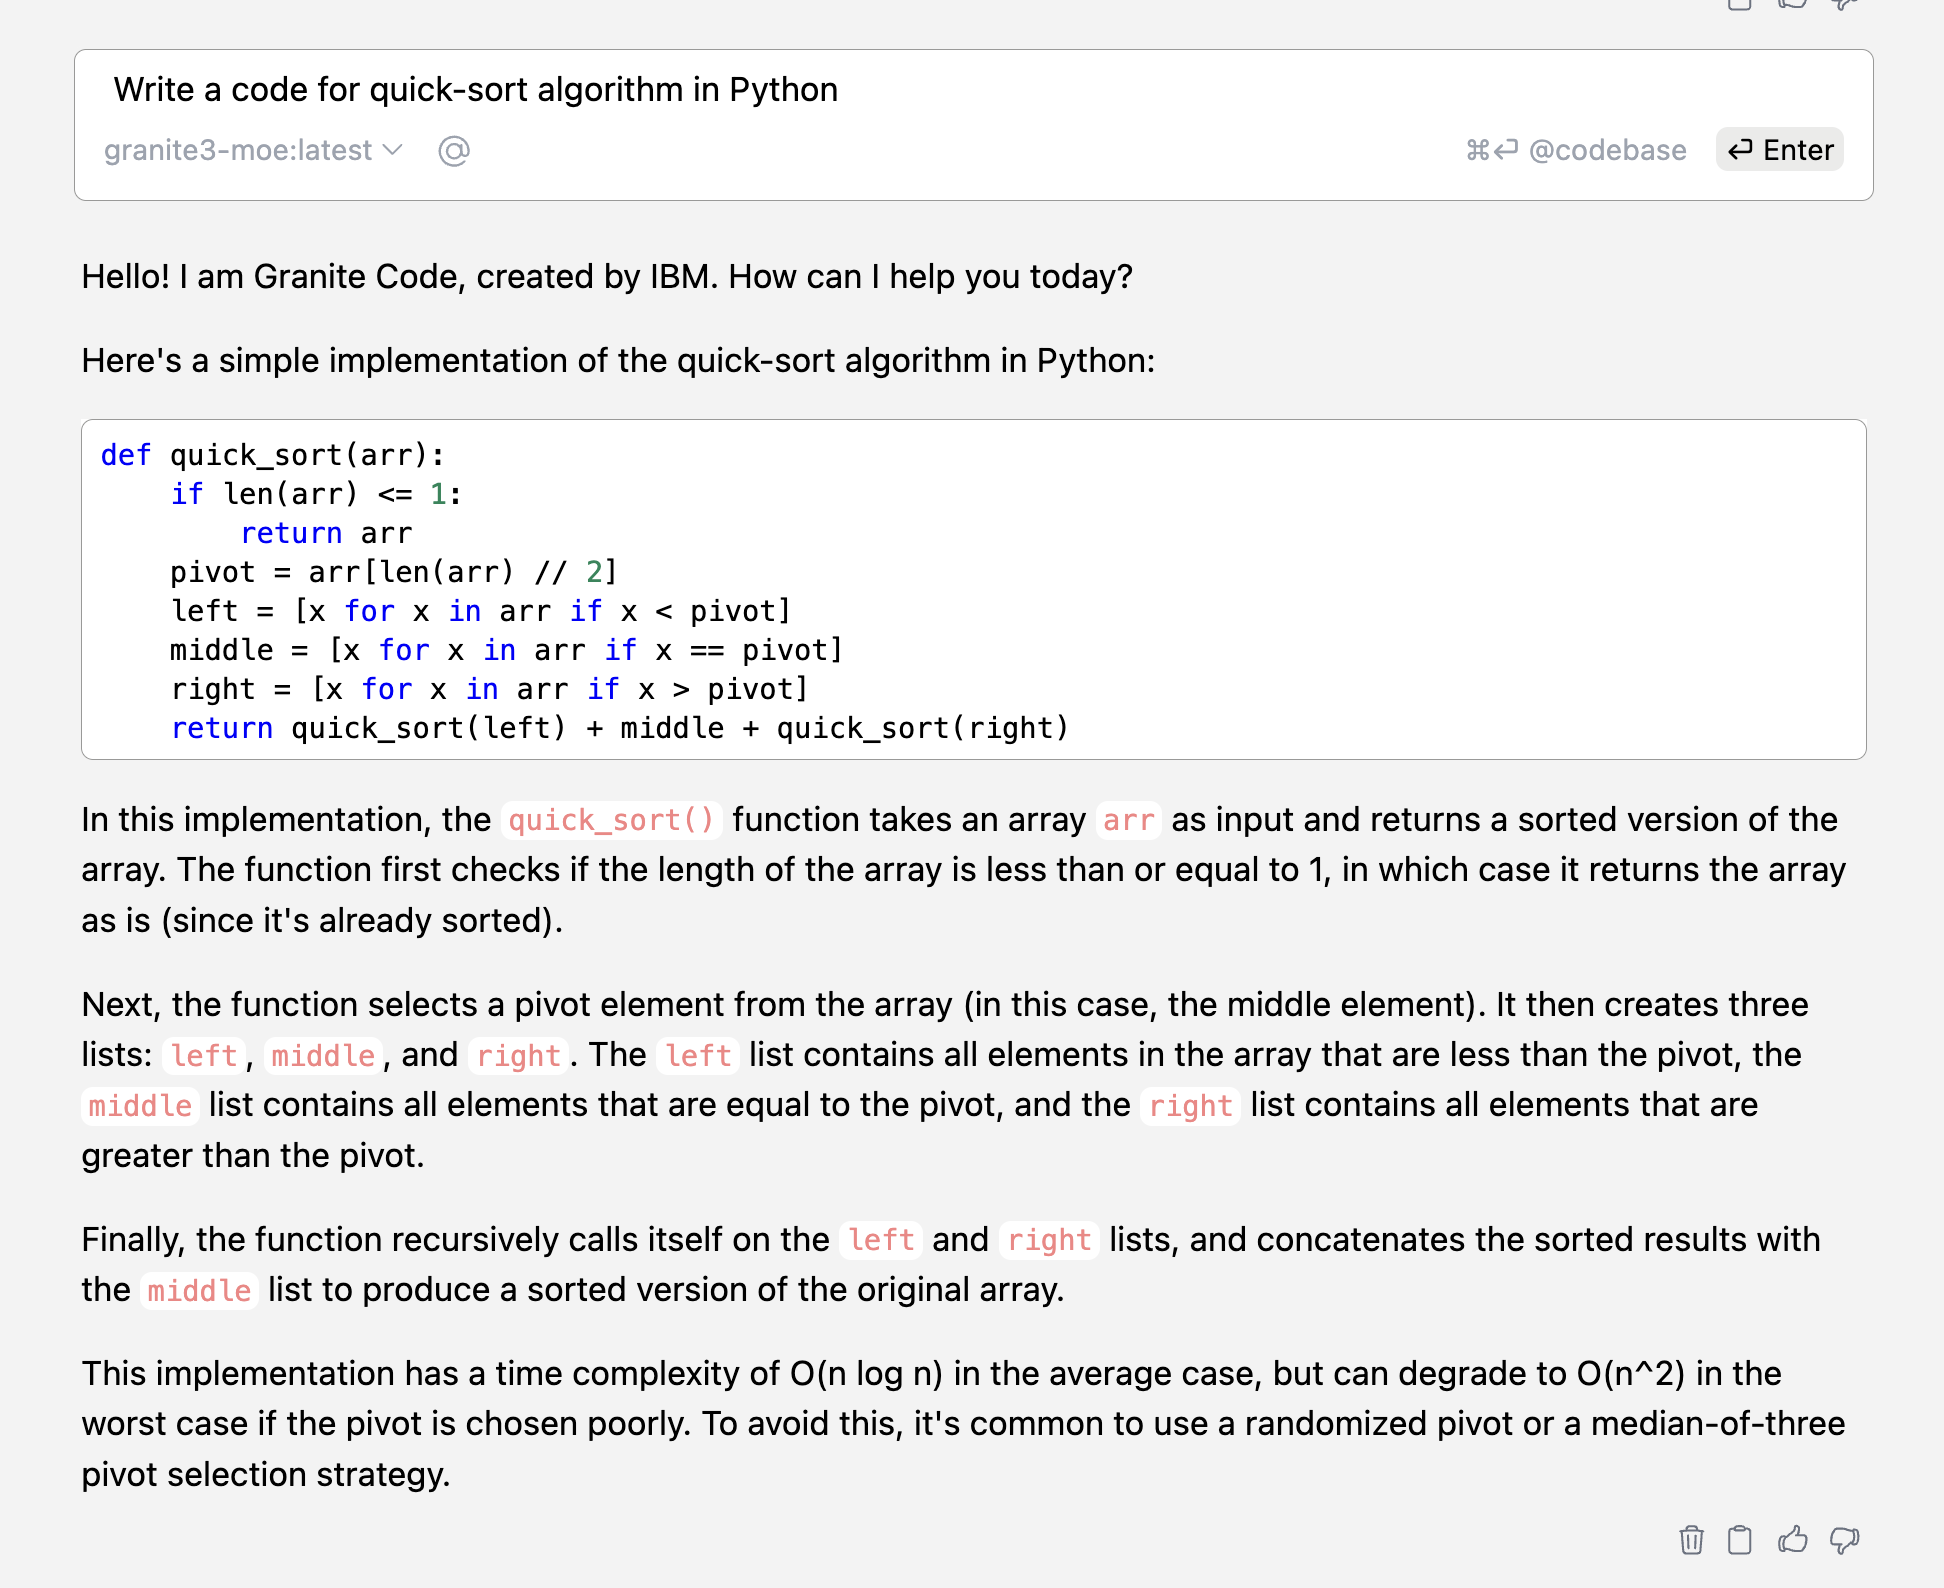 Write a code for quick-sort algorithm in Python
granite3-moe:latest @ ⌘⏎ @codebase ⏎ Enter
Hello! I am Granite Code, created by IBM. How can I help you today?
Here's a simple implementation of the quick-sort algorithm in Python:
def quick_sort(arr):
    if len(arr) <= 1:
        return arr
    pivot = arr[len(arr) // 2]
    left = [x for x in arr if x < pivot]
    middle = [x for x in arr if x == pivot]
    right = [x for x in arr if x > pivot]
    return quick_sort(left) + middle + quick_sort(right)
In this implementation, the quick_sort() function takes an array arr as input and returns a sorted version of the
array. The function first checks if the length of the array is less than or equal to 1, in which case it returns the array
as is (since it's already sorted).
Next, the function selects a pivot element from the array (in this case, the middle element). It then creates three
lists: left, middle, and right. The left list contains all elements in the array that are less than the pivot, the
middle list contains all elements that are equal to the pivot, and the right list contains all elements that are
greater than the pivot.
Finally, the function recursively calls itself on the left and right lists, and concatenates the sorted results with
the middle list to produce a sorted version of the original array.
This implementation has a time complexity of O(n log n) in the average case, but can degrade to O(n^2) in the
worst case if the pivot is chosen poorly. To avoid this, it's common to use a randomized pivot or a median-of-three
pivot selection strategy.